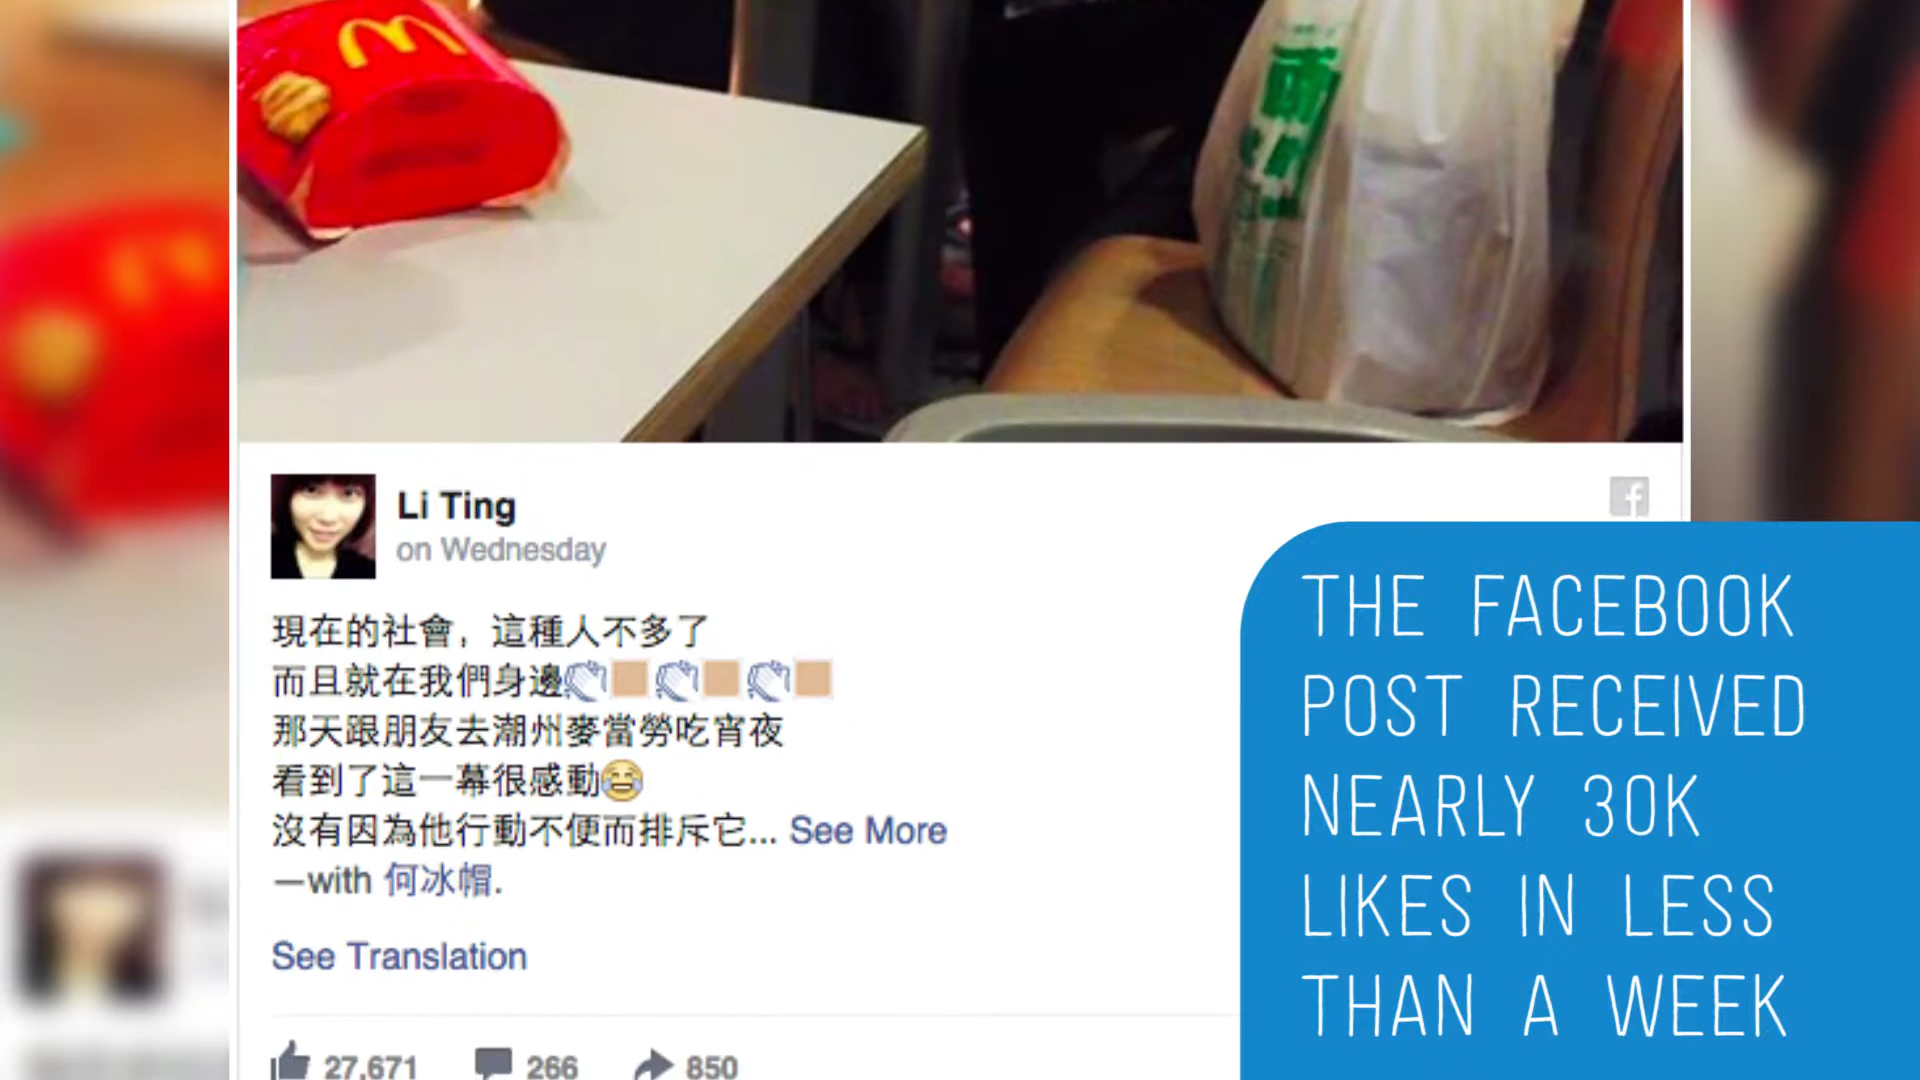 Li Ting
on Wednesday
現在的社會，這種人不多了
而且就在我們身邊
那天跟朋友去潮州麥當勞吃宵夜
看到了這一幕很感動😂
沒有因為他行動不便而排斥它... See More
—with 何冰帽.
See Translation
27,671 266 850
THE FACEBOOK
POST RECEIVED
NEARLY 30K
LIKES IN LESS
THAN A WEEK